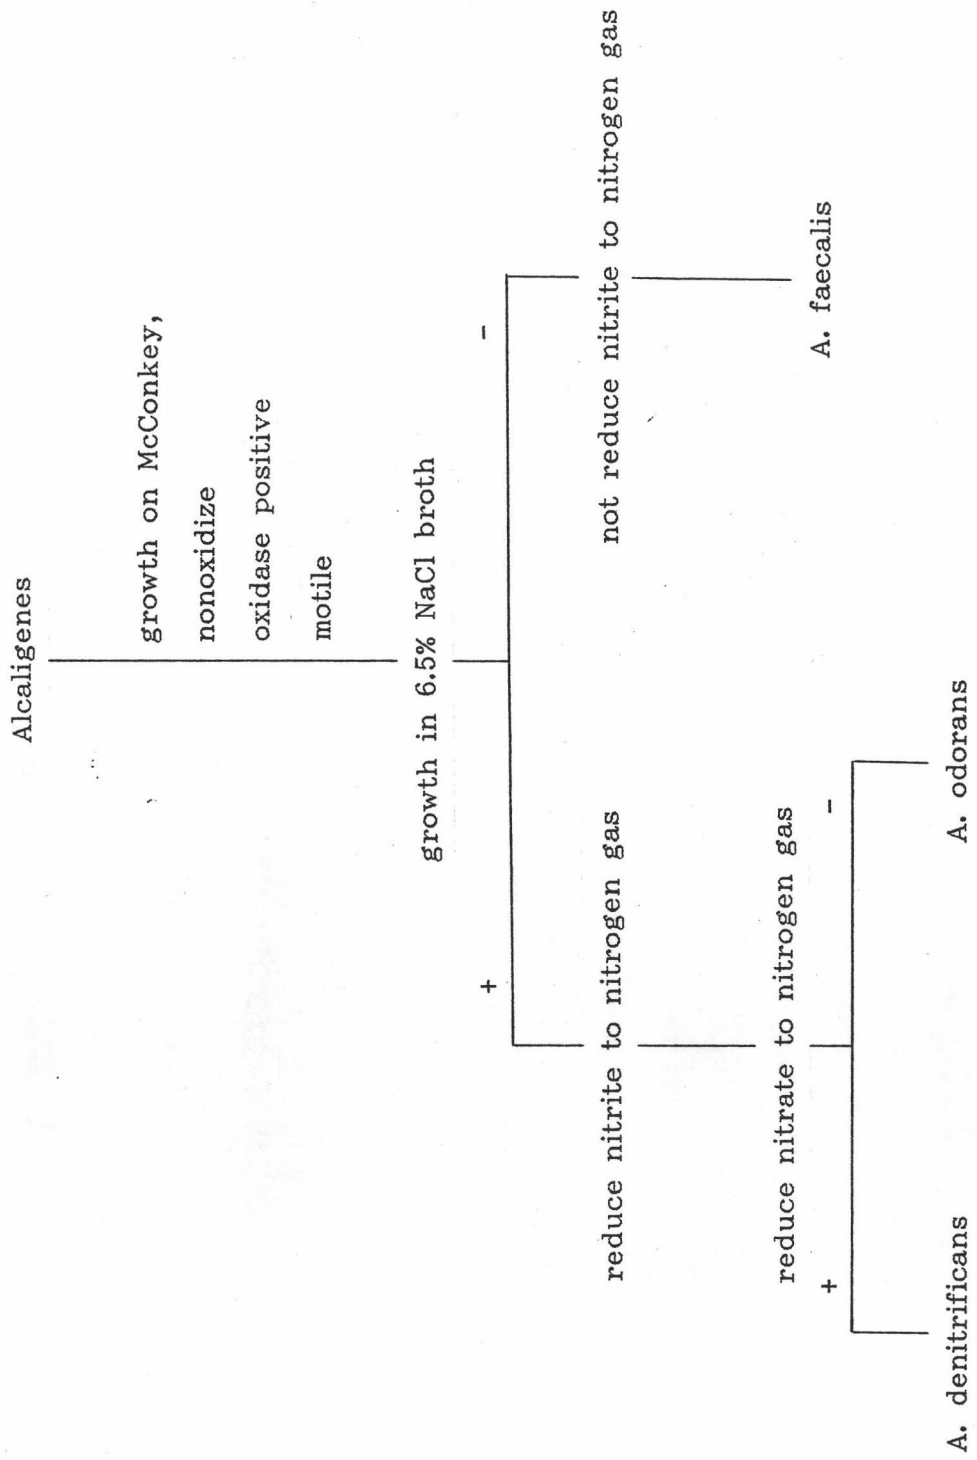 Alcaligenes
growth on McConkey,
nonoxidize
oxidase positive
motile
growth in 6.5% NaCl broth
+
-
reduce nitrite to nitrogen gas
not reduce nitrite to nitrogen gas
reduce nitrate to nitrogen gas
A. faecalis
+
-
A. denitrificans
A. odorans